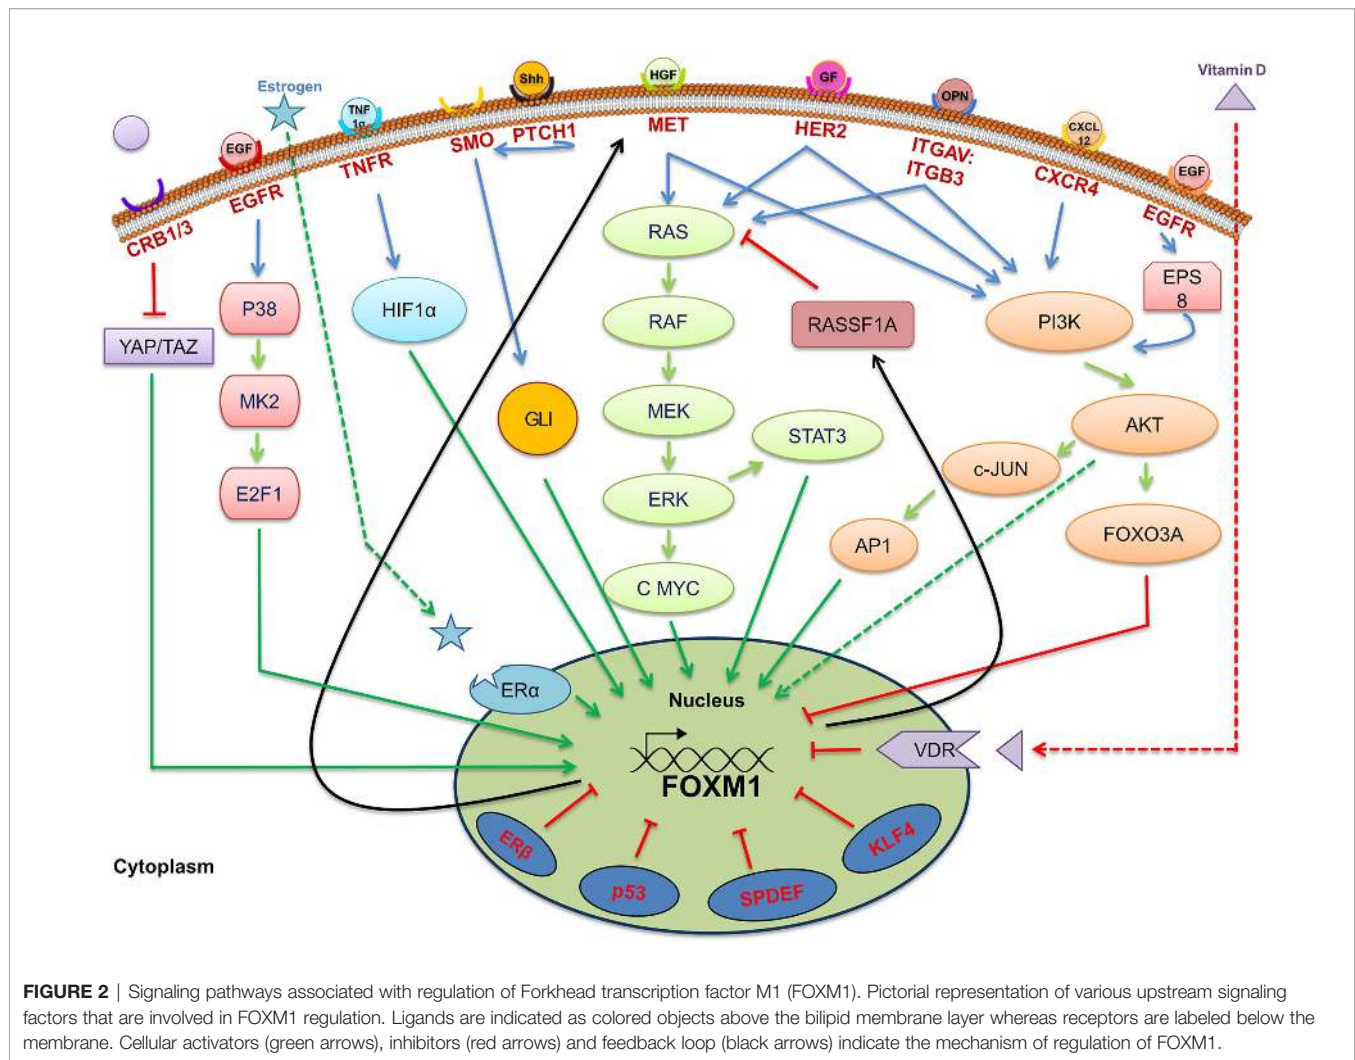 Estrogen
Vitamin D
EGF
TNF
1α
Shh
HGF
GF
OPN
CXCL
12
EGF
CRB1/3
EGFR
TNFR
SMO
PTCH1
MET
HER2
ITGAV:
ITGB3
CXCR4
EGFR
YAP/TAZ
P38
MK2
E2F1
HIF1α
GLI
RAS
RAF
MEK
ERK
C MYC
STAT3
RASSF1A
PI3K
EPS
8
AKT
c-JUN
AP1
FOXO3A
ERα
Nucleus
FOXM1
VDR
ERβ
p53
SPDEF
KLF4
Cytoplasm
FIGURE 2 | Signaling pathways associated with regulation of Forkhead transcription factor M1 (FOXM1). Pictorial representation of various upstream signaling
factors that are involved in FOXM1 regulation. Ligands are indicated as colored objects above the bilipid membrane layer whereas receptors are labeled below the
membrane. Cellular activators (green arrows), inhibitors (red arrows) and feedback loop (black arrows) indicate the mechanism of regulation of FOXM1.